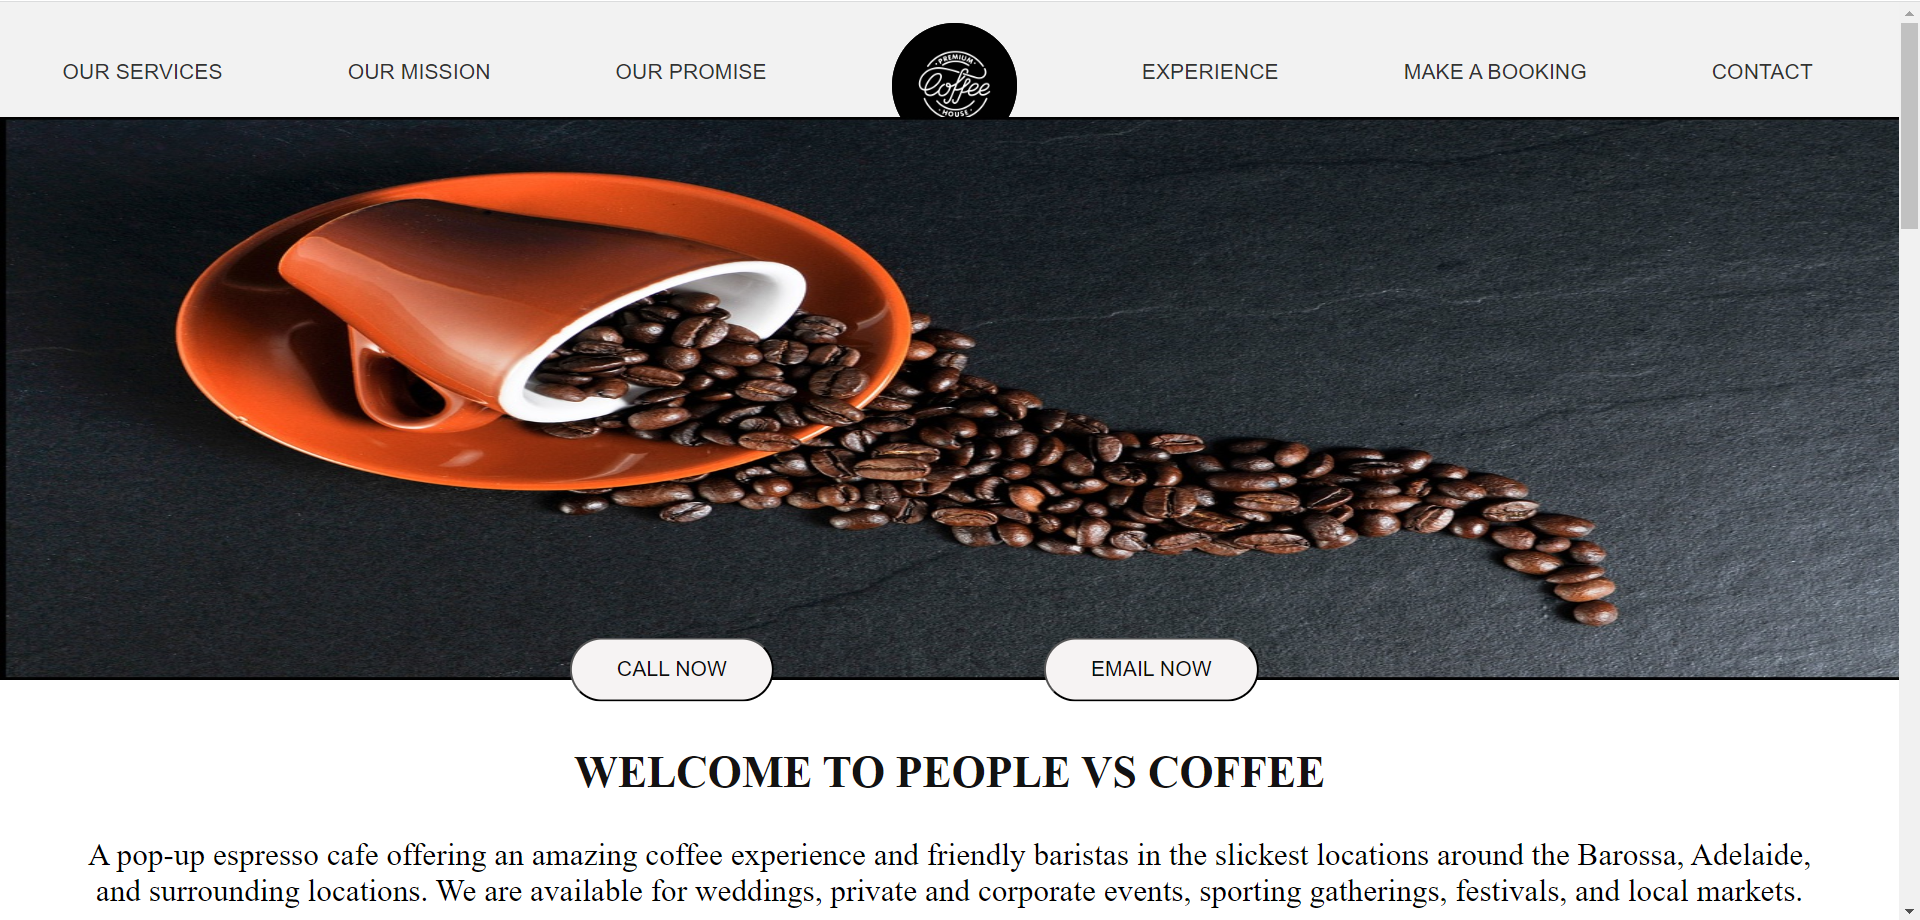 OUR SERVICES OUR MISSION OUR PROMISE EXPERIENCE MAKE A BOOKING CONTACT
PREMIUM
Coffee
HOUSE
CALL NOW EMAIL NOW
WELCOME TO PEOPLE VS COFFEE
A pop-up espresso cafe offering an amazing coffee experience and friendly baristas in the slickest locations around the Barossa, Adelaide,
and surrounding locations. We are available for weddings, private and corporate events, sporting gatherings, festivals, and local markets.